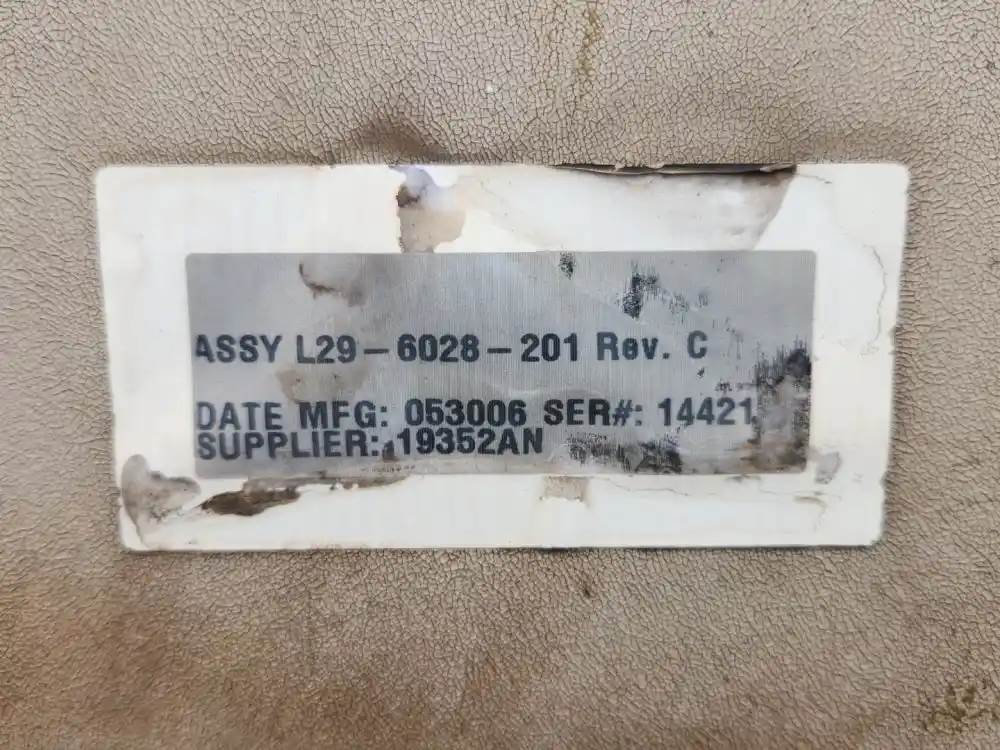 ASSY L29-6028-201 Rev. C
DATE MFG: 053006 SER#: 14421
SUPPLIER: 19352AN